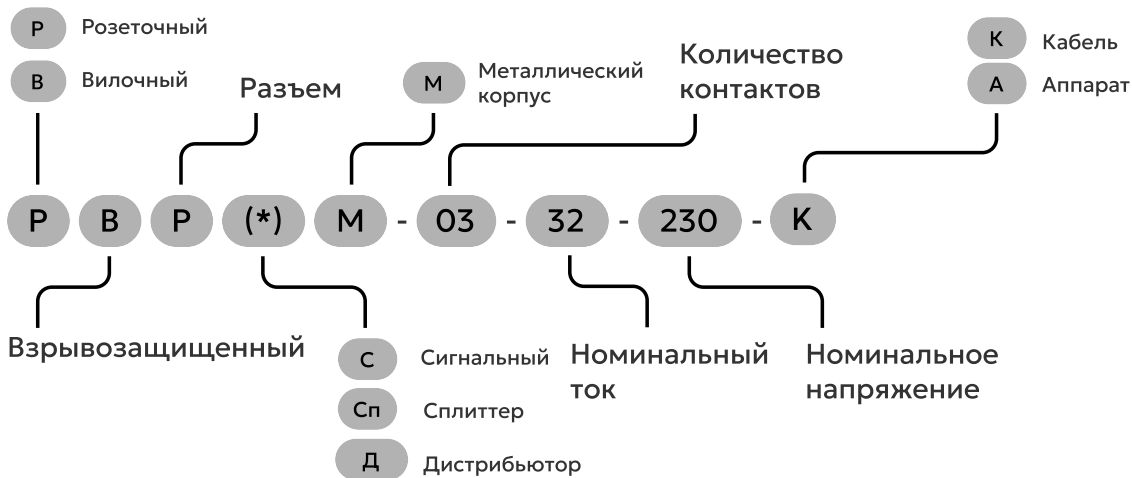 Р Розеточный
В Вилочный
Разъем
М Металлический
корпус
Количество
контактов
К Кабель
А Аппарат
Р В Р (*) М - 03 - 32 - 230 - К
Взрывозащищенный
С Сигнальный
Сп Сплиттер
Д Дистрибьютор
Номинальный
ток
Номинальное
напряжение